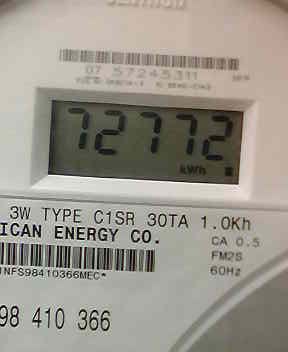 07 57245311
72772
kWh
3W TYPE C1SR 30TA 1.0Kh
ICAN ENERGY CO.
CA 0.5
FM2S
60Hz
INFS98410366MEC*
98 410 366